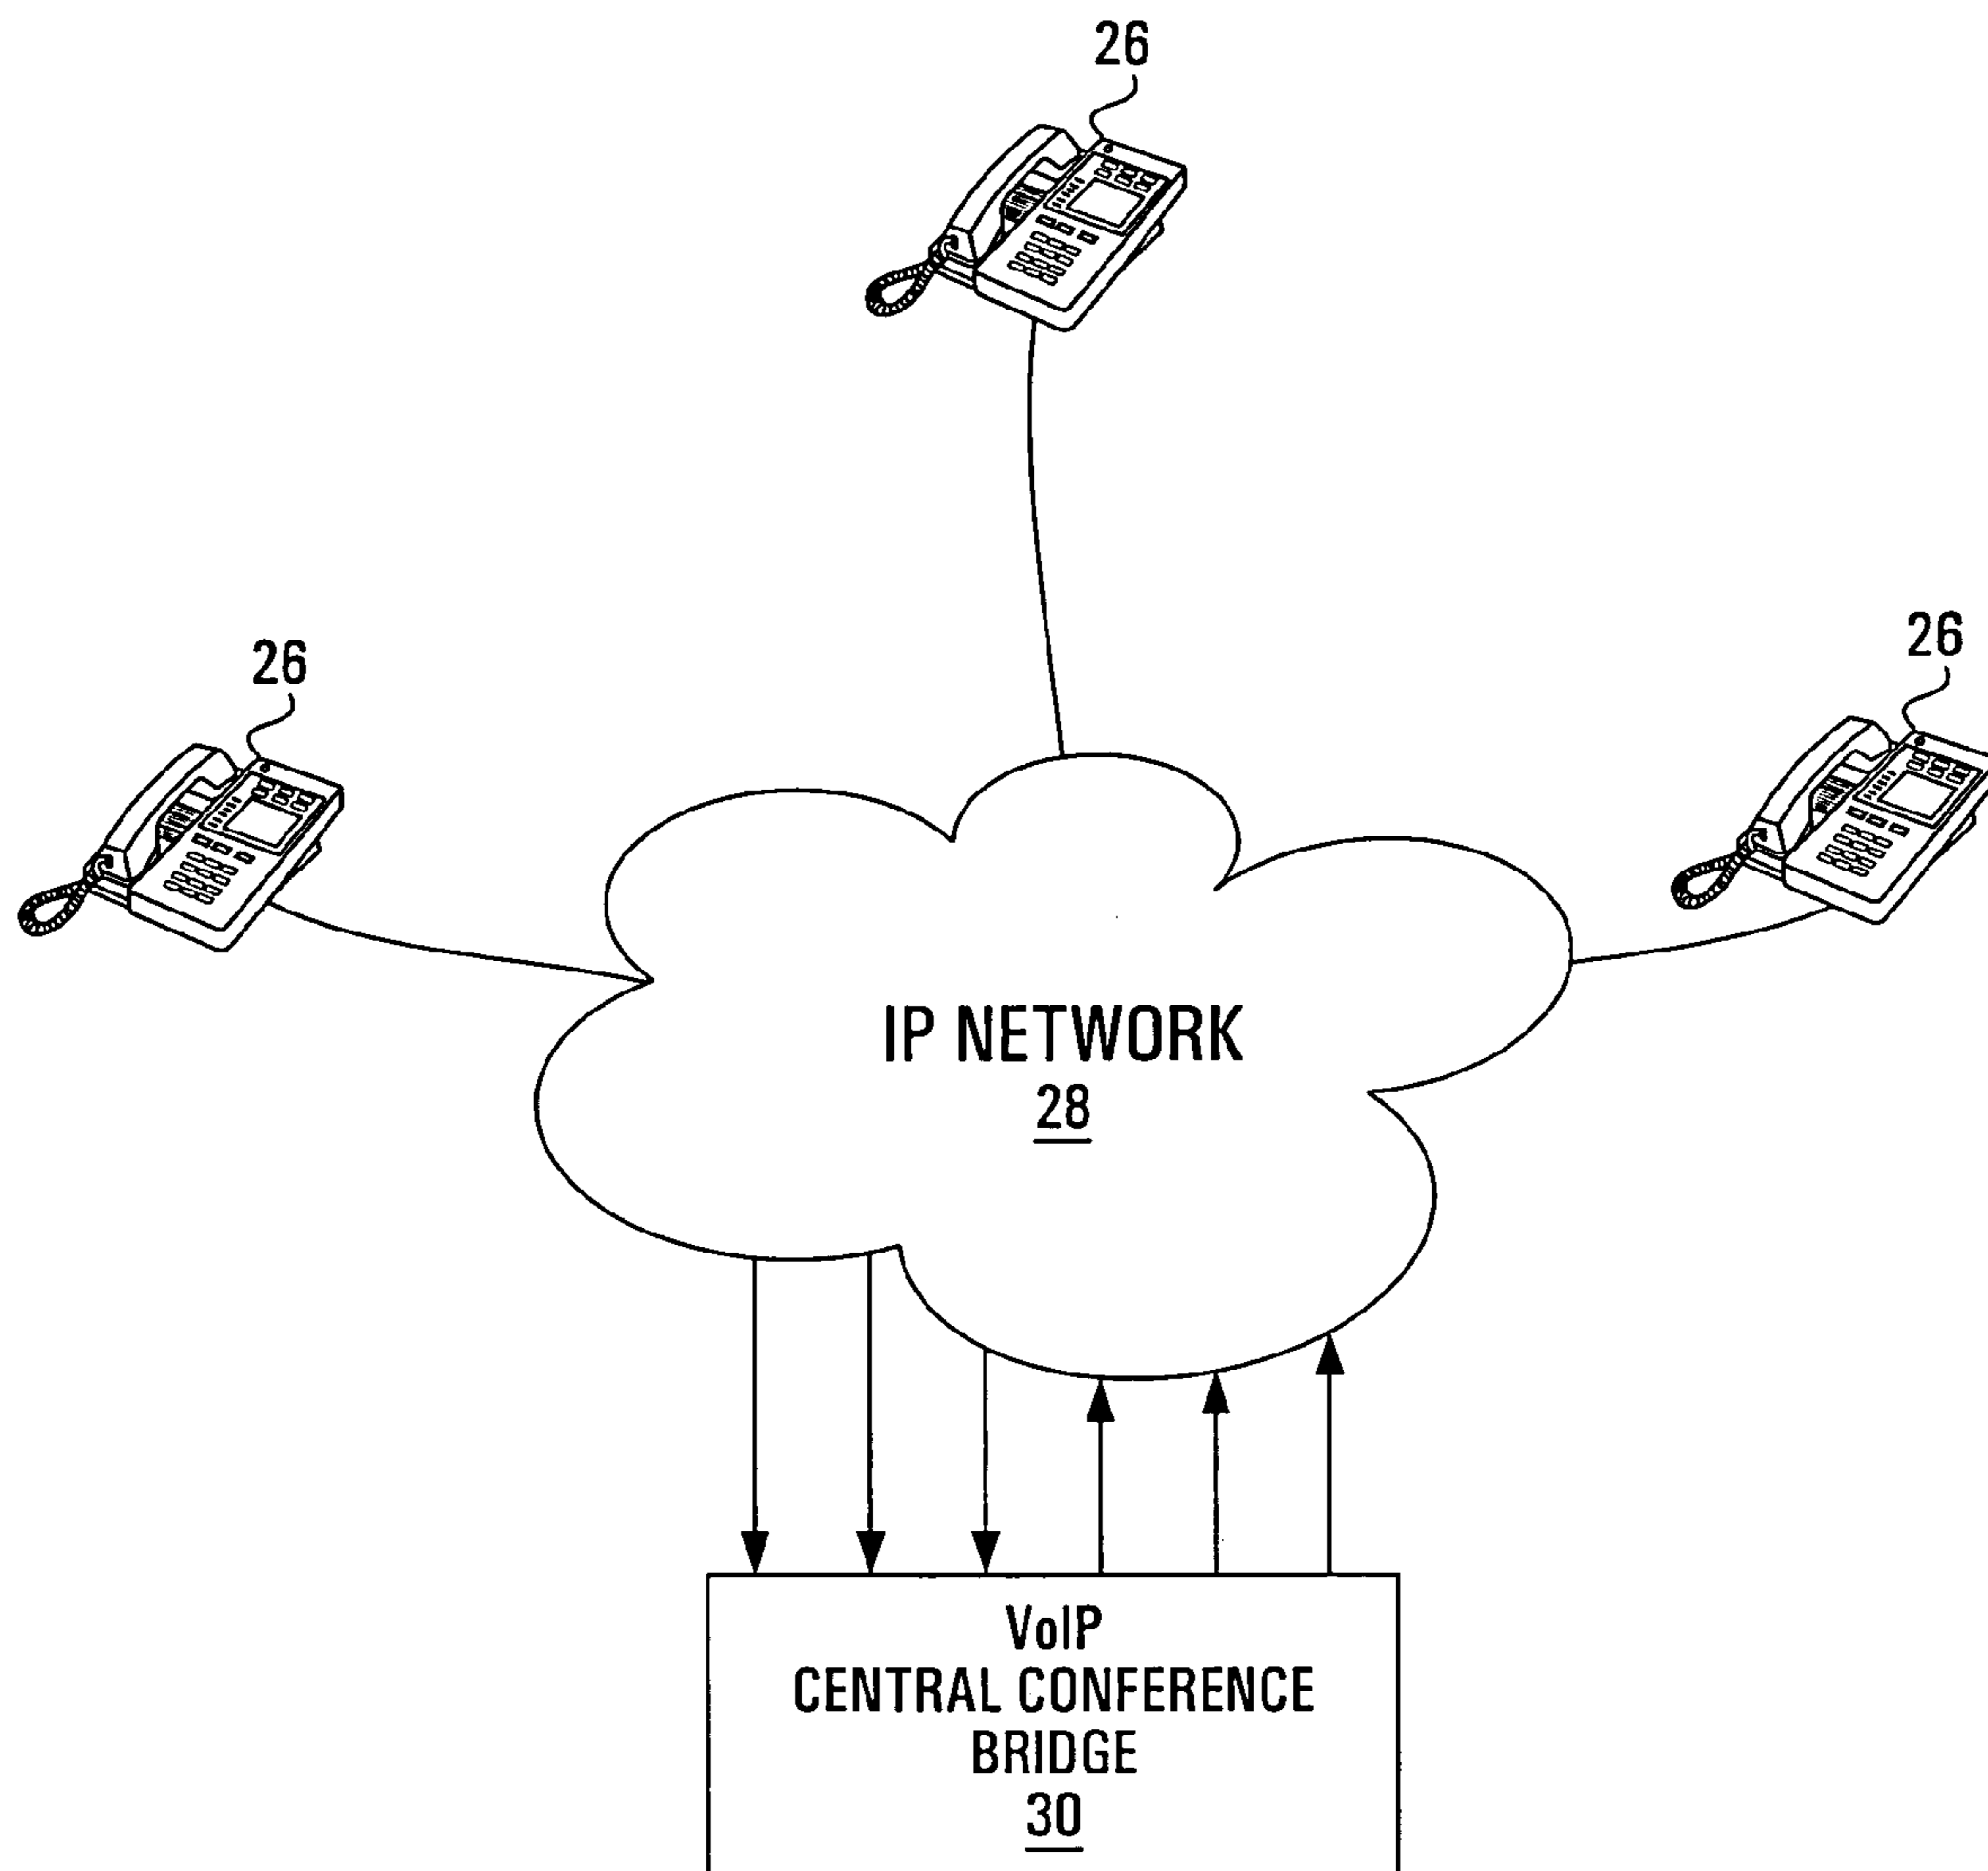 26
26
26
IP NETWORK
28
VoIP
CENTRAL CONFERENCE
BRIDGE
30